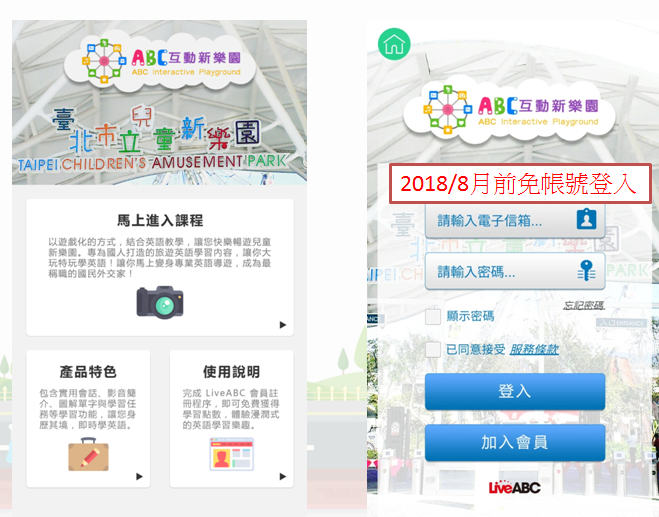 ABC互動新樂園
ABC Interactive Playground
臺北市立兒童新樂園
TAIPEI CHILDREN'S AMUSEMENT PARK
馬上進入課程
以遊戲化的方式，結合英語教學，讓您快樂暢遊兒童
新樂園。專為國人打造的旅遊英語學習內容，讓你大
玩特玩學英語！讓你馬上變身專業英語導遊，成為最
稱職的國民外交家！
產品特色
包含實用會話、影音簡
介、圖解單字與學習任
務等學習功能，讓您身
歷其境，即時學英語。
使用說明
完成 LiveABC 會員註
冊程序，即可免費獲得
學習點數，體驗浸潤式
的英語學習樂趣。
ABC互動新樂園
ABC Interactive Playground
2018/8月前免帳號登入
請輸入電子信箱...
請輸入密碼...
忘記密碼
顯示密碼
已同意接受 服務條款
登入
加入會員
LiveABC